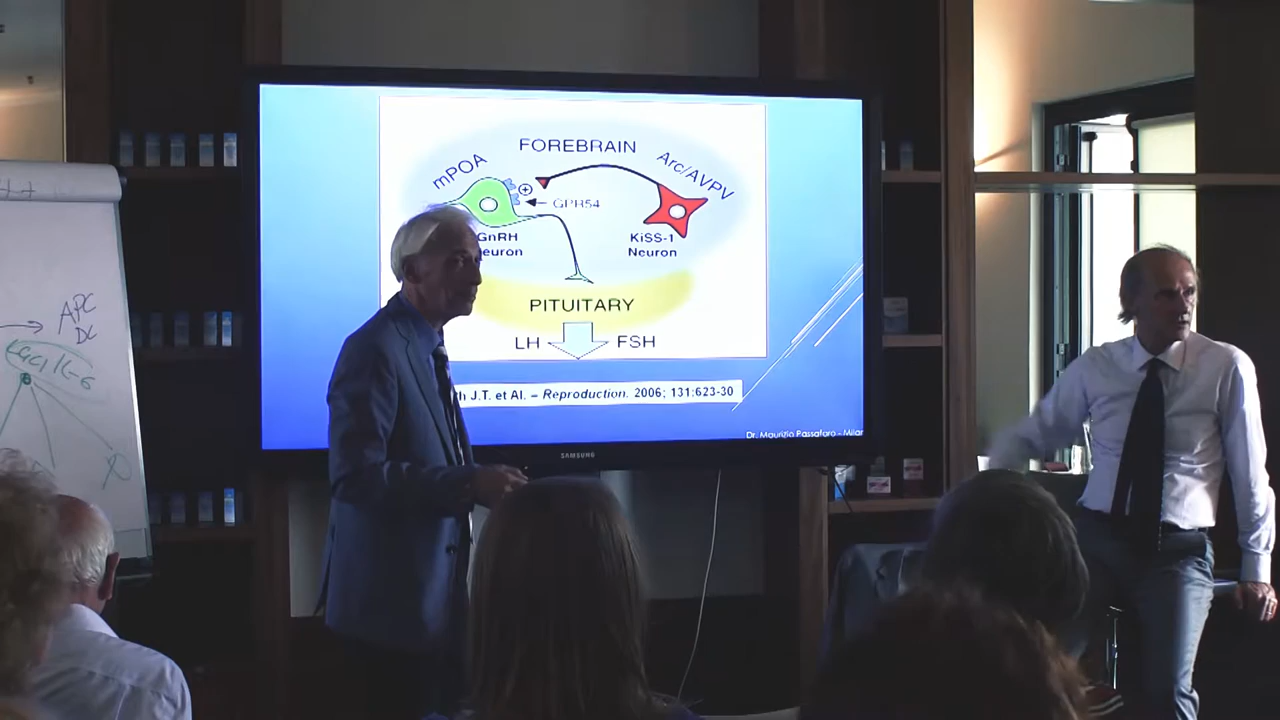 APC
DC
FOREBRAIN
mPOA
Arc/AVPV
GPR54
GnRH
KiSS-1
Neuron
PITUITARY
LH
FSH
J.T. et Al. – Reproduction. 2006; 131:623-30
Dr. Maurizio Passafaro - Milan
SAMSUNG